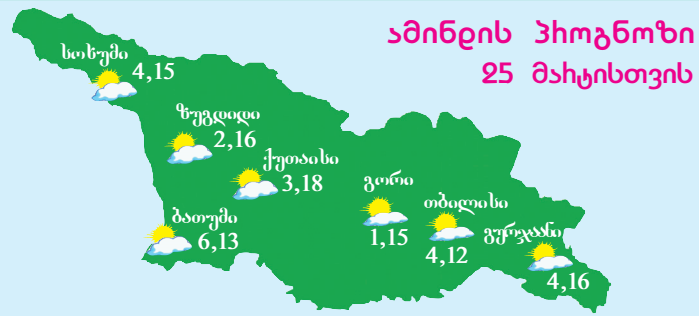 ამინდის პროგნოზი
25 მარტისთვის
სოხუმი
4,15
ზუგდიდი
2,16
ქუთაისი
3,18
გორი
1,15
თბილისი
4,12
ბათუმი
6,13
გურჯაანი
4,16